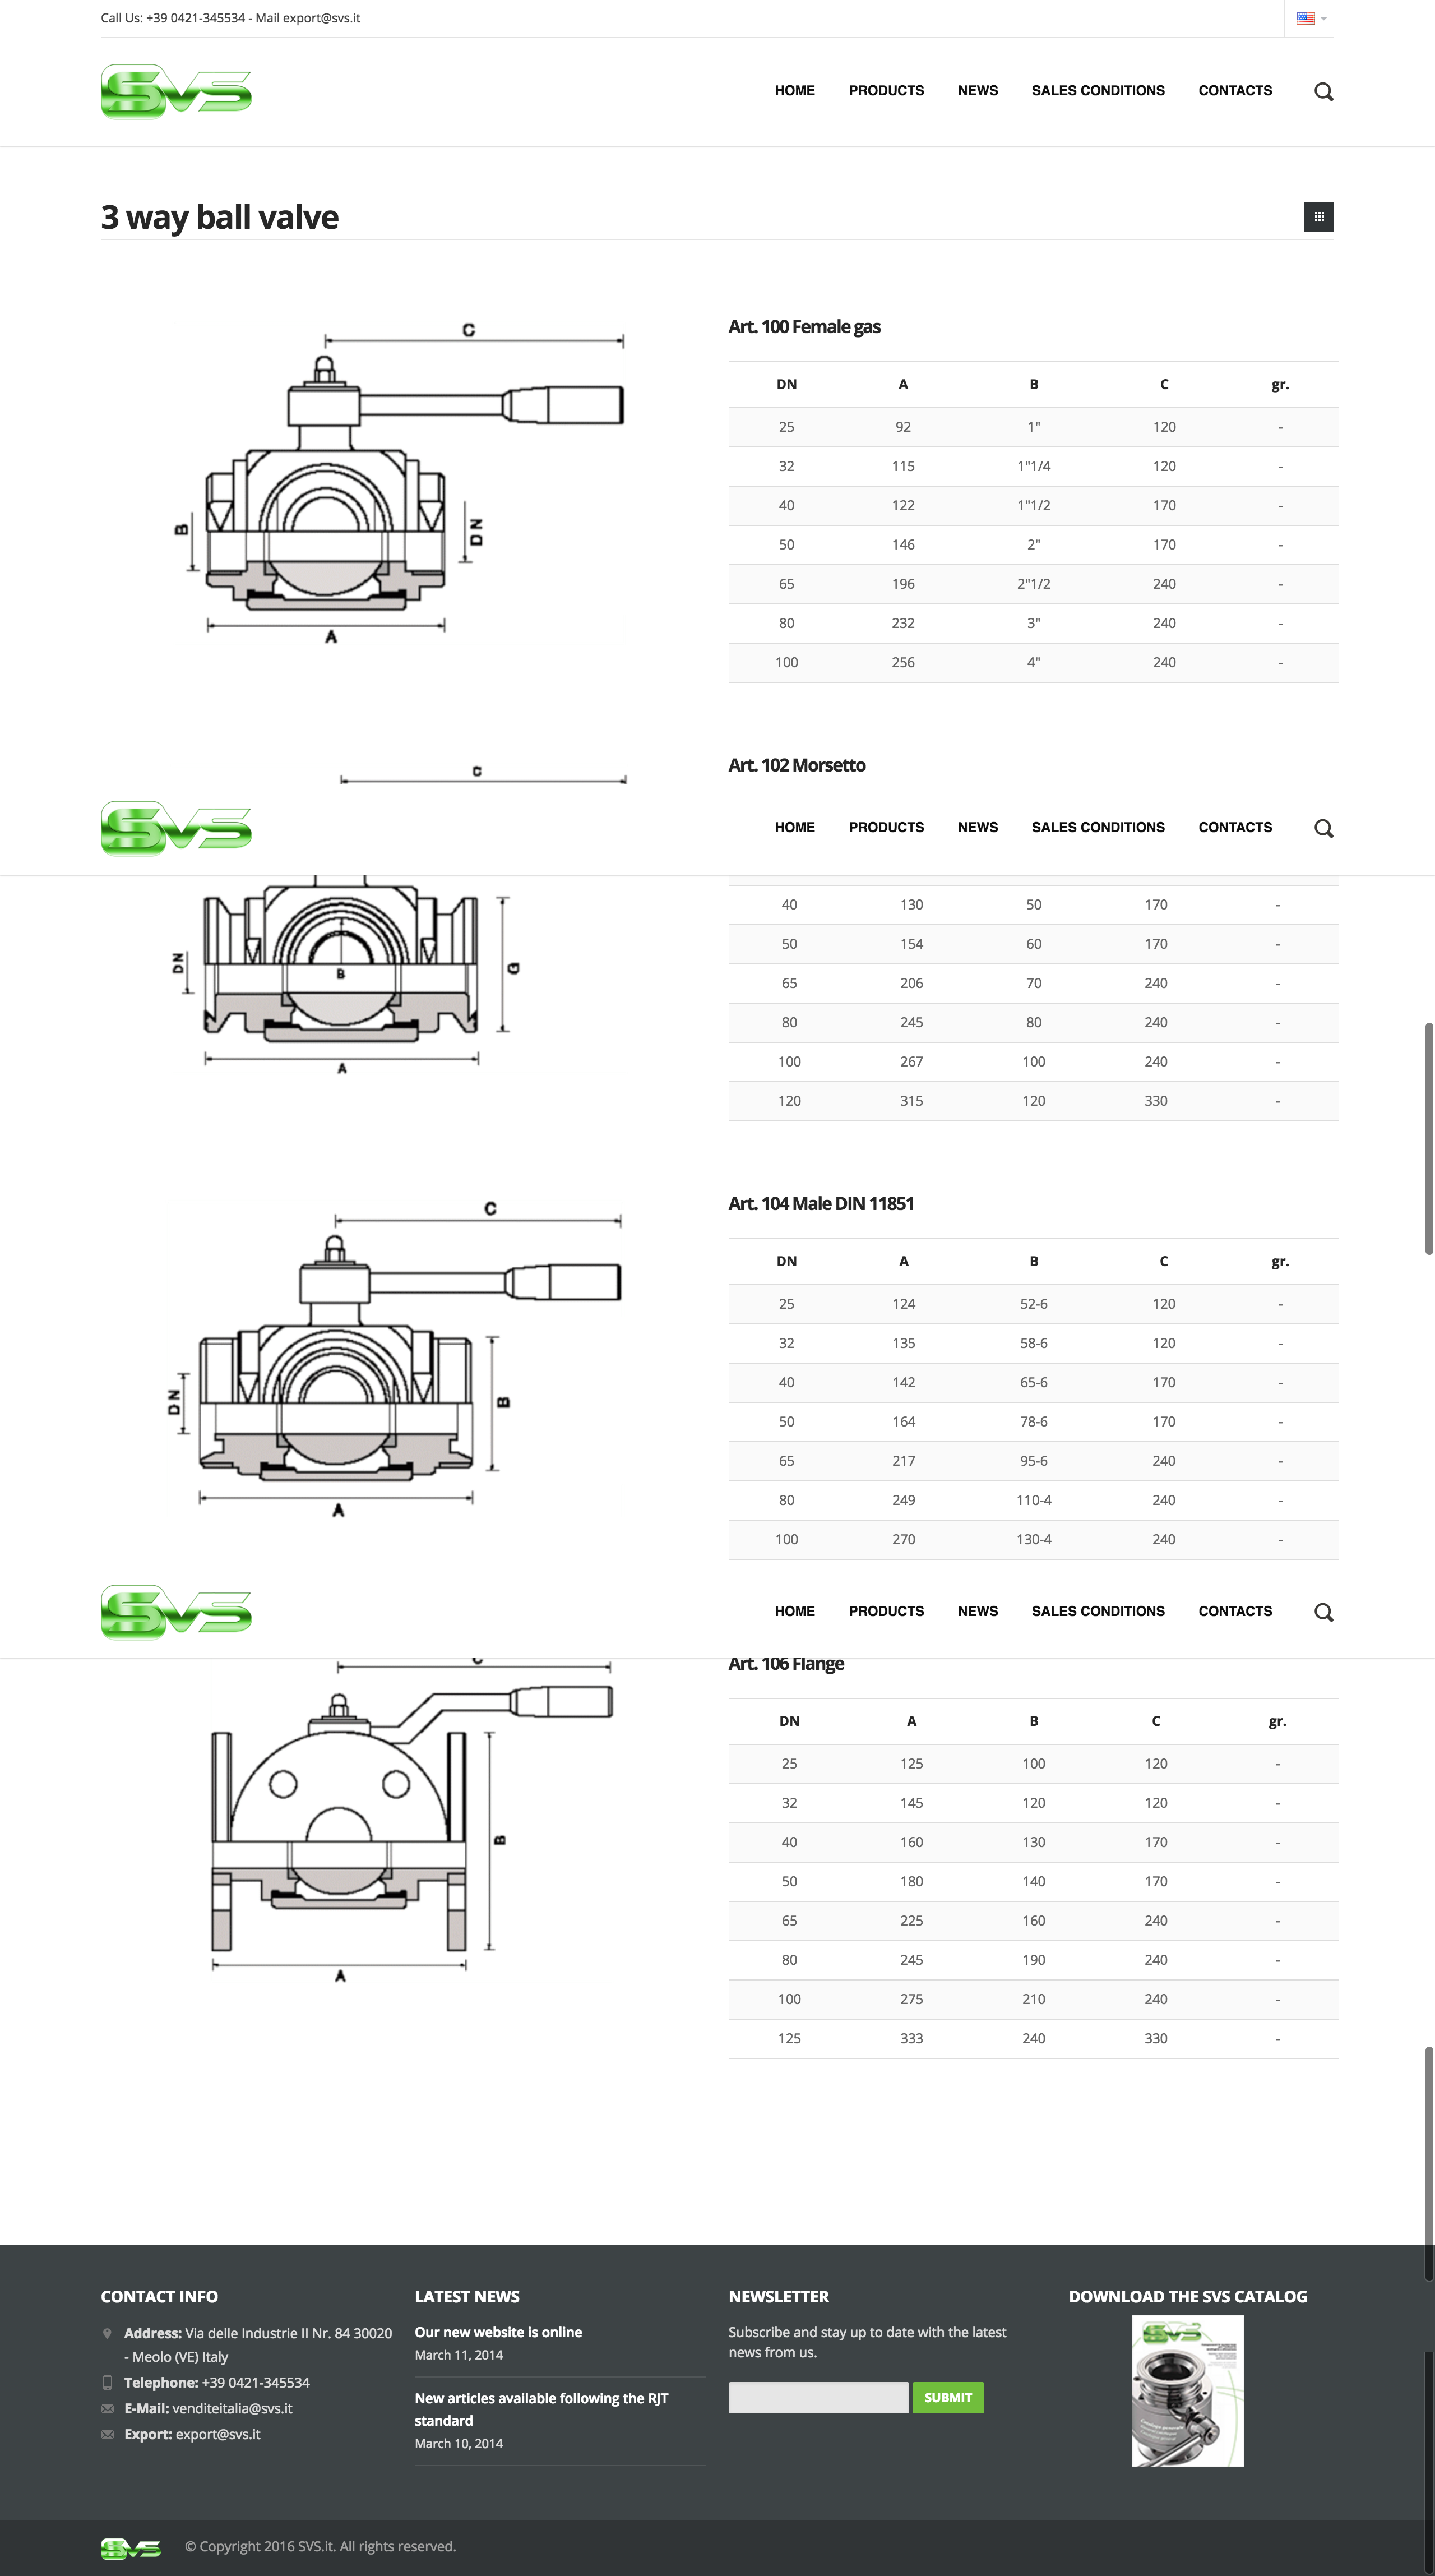 Call Us: +39 0421-345534 - Mail export@svs.it
SVS
HOME PRODUCTS NEWS SALES CONDITIONS CONTACTS
3 way ball valve
C
B
DN
A
Art. 100 Female gas
DN A B C gr.
25 92 1" 120 -
32 115 1"1/4 120 -
40 122 1"1/2 170 -
50 146 2" 170 -
65 196 2"1/2 240 -
80 232 3" 240 -
100 256 4" 240 -
C
Art. 102 Morsetto
SVS
HOME PRODUCTS NEWS SALES CONDITIONS CONTACTS
DN
B
G
A
40 130 50 170 -
50 154 60 170 -
65 206 70 240 -
80 245 80 240 -
100 267 100 240 -
120 315 120 330 -
C
DN
B
A
Art. 104 Male DIN 11851
DN A B C gr.
25 124 52-6 120 -
32 135 58-6 120 -
40 142 65-6 170 -
50 164 78-6 170 -
65 217 95-6 240 -
80 249 110-4 240 -
100 270 130-4 240 -
SVS
HOME PRODUCTS NEWS SALES CONDITIONS CONTACTS
C
B
A
Art. 106 Flange
DN A B C gr.
25 125 100 120 -
32 145 120 120 -
40 160 130 170 -
50 180 140 170 -
65 225 160 240 -
80 245 190 240 -
100 275 210 240 -
125 333 240 330 -
CONTACT INFO
Address: Via delle Industrie II Nr. 84 30020
- Meolo (VE) Italy
Telephone: +39 0421-345534
E-Mail: venditeitalia@svs.it
Export: export@svs.it
LATEST NEWS
Our new website is online
March 11, 2014
New articles available following the RJT
standard
March 10, 2014
NEWSLETTER
Subscribe and stay up to date with the latest
news from us.
SUBMIT
DOWNLOAD THE SVS CATALOG
SVS
SVS
© Copyright 2016 SVS.it. All rights reserved.